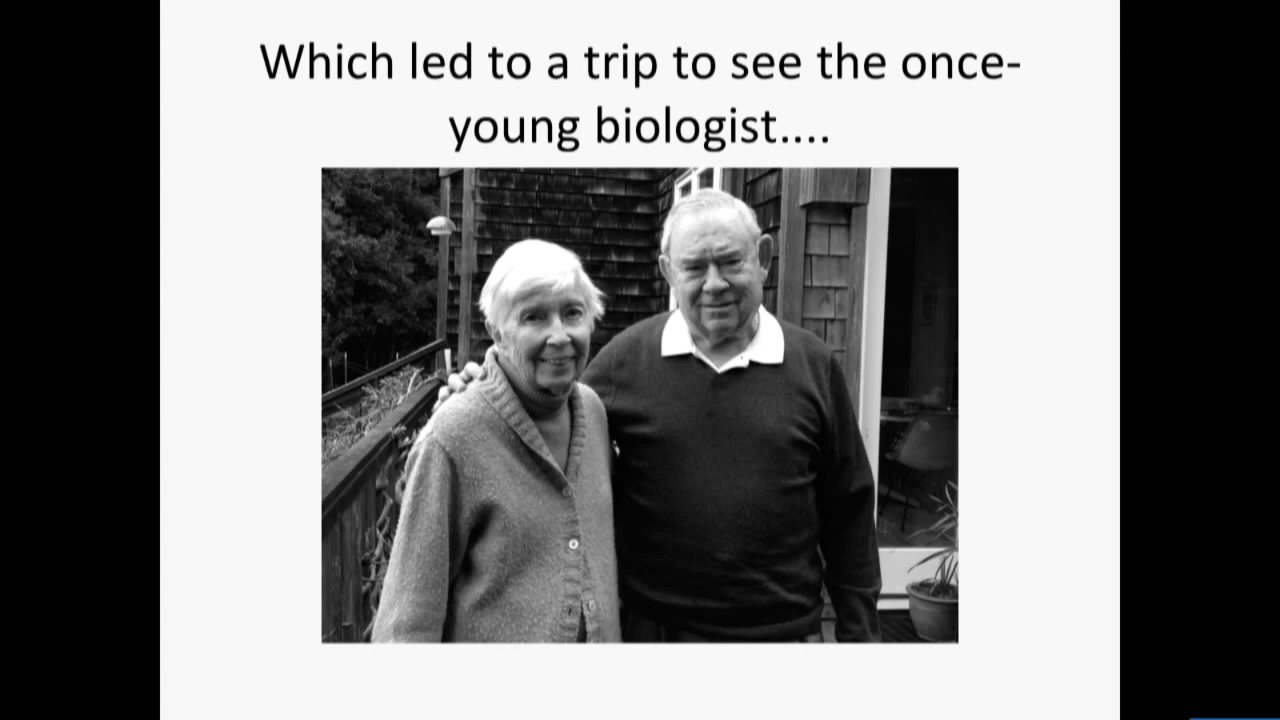 Which led to a trip to see the once-
young biologist....